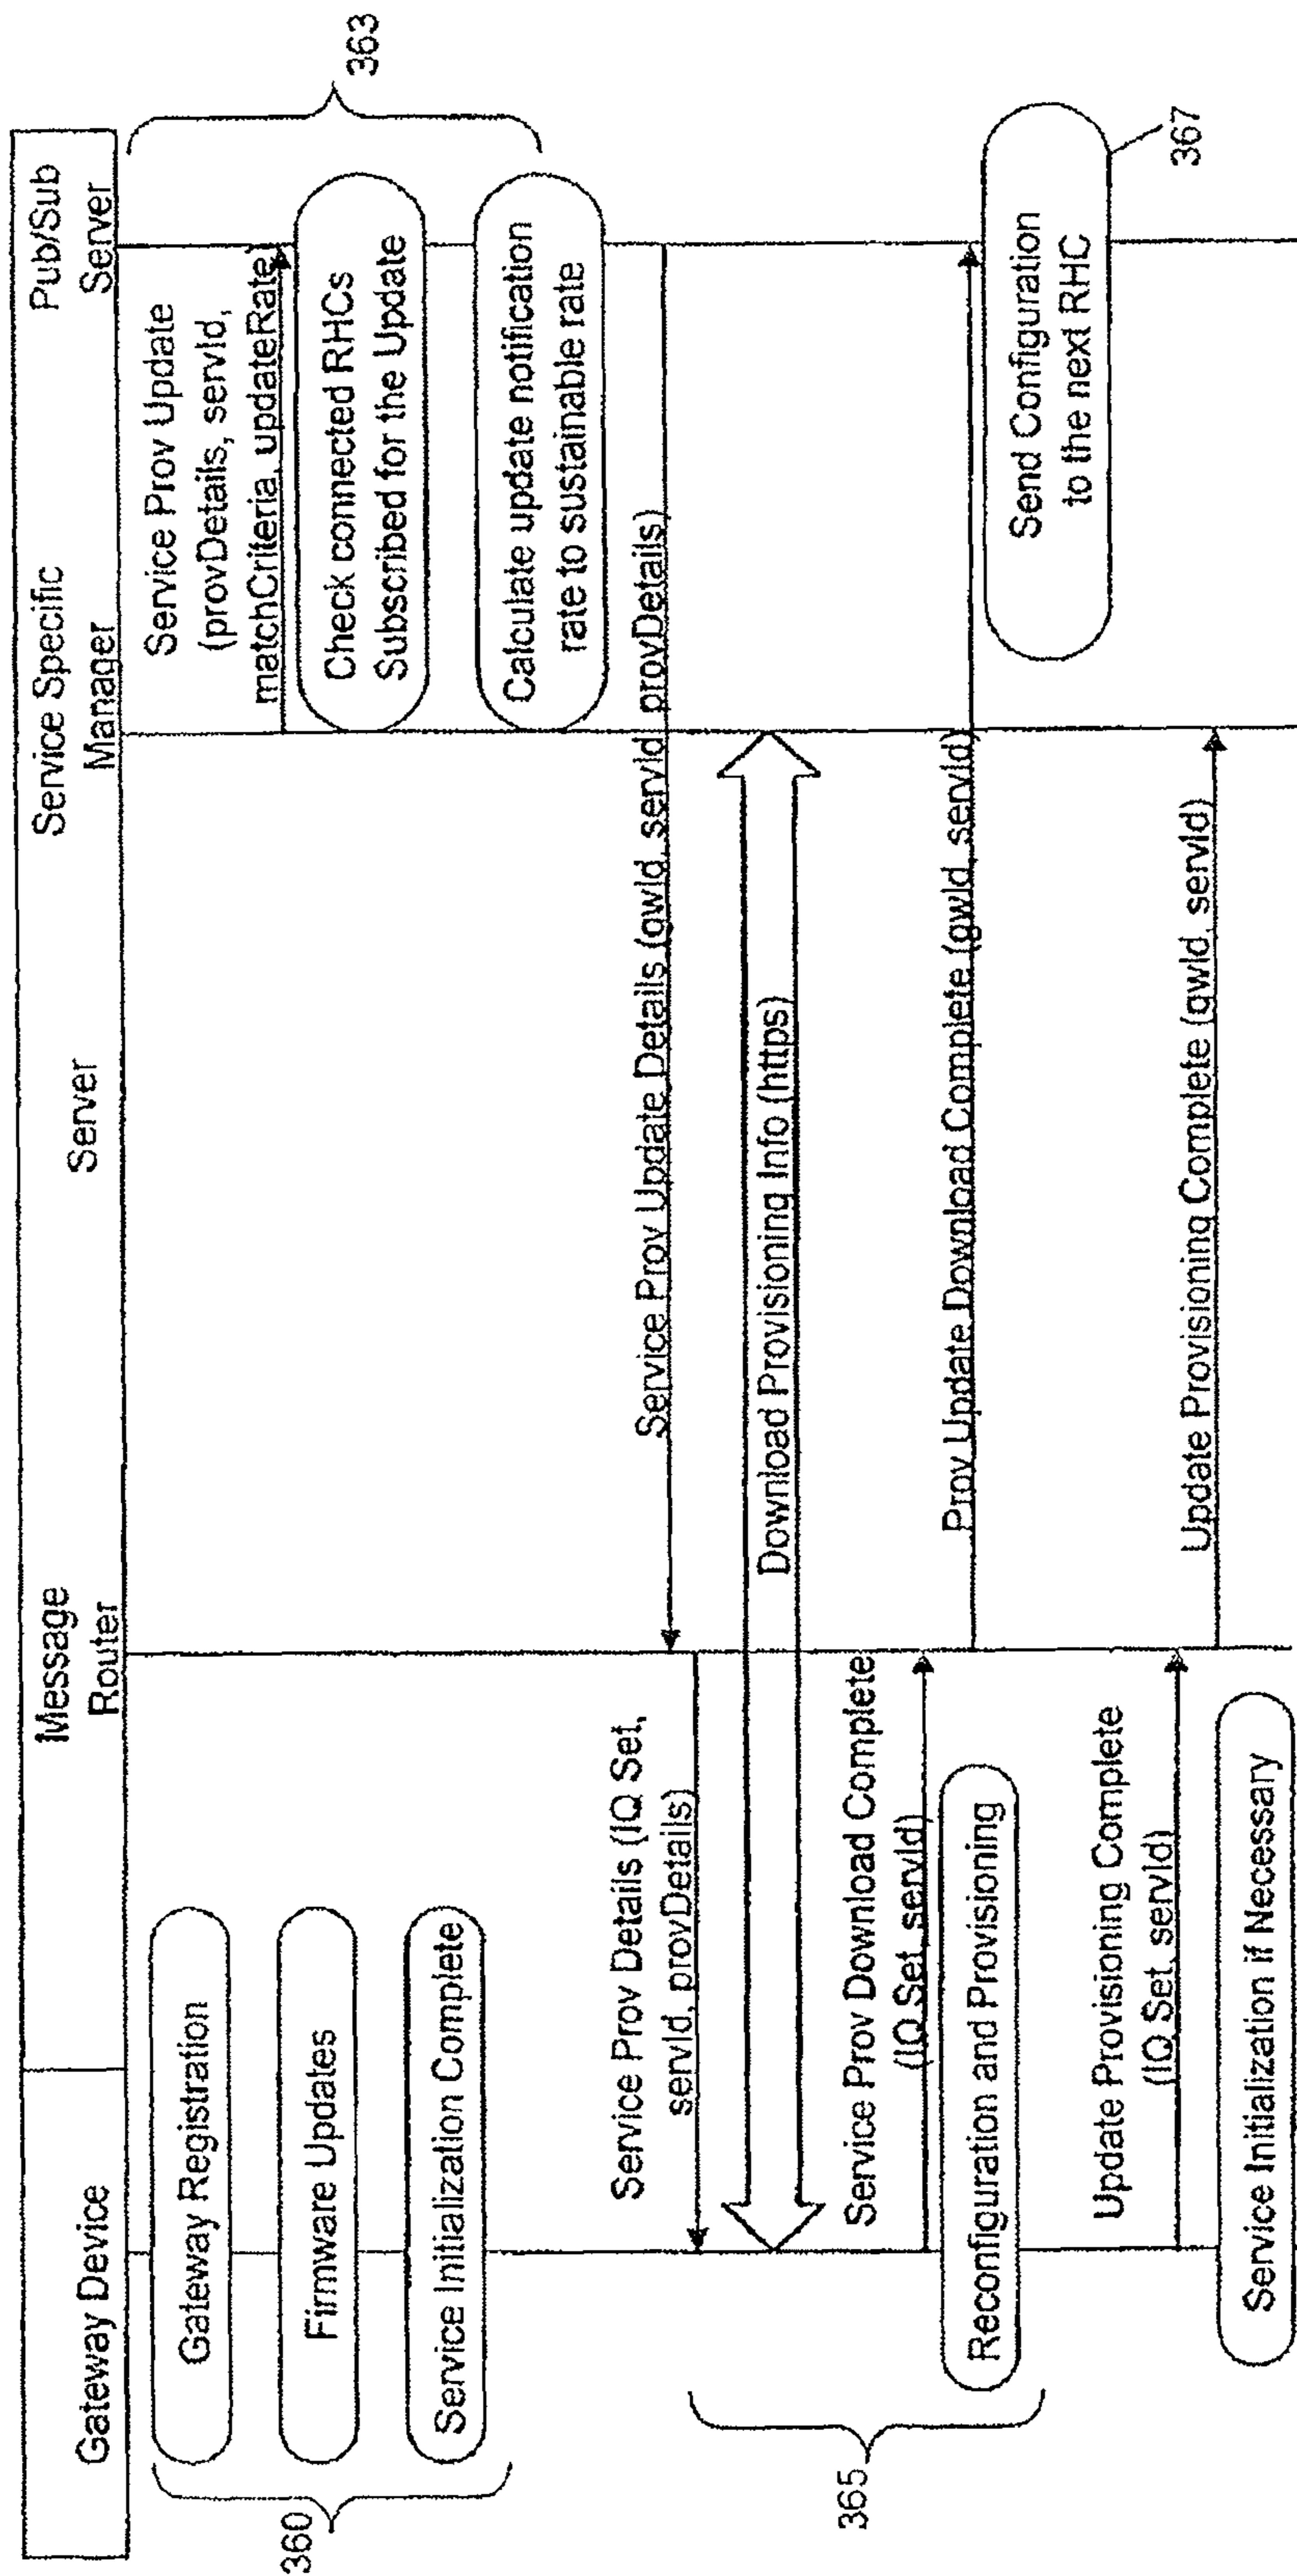 Gateway Device
Message
Router
Server
Service Specific
Manager
Pub/Sub
Server
360
Gateway Registration
Firmware Updates
Service Initialization Complete
Service Prov Update
(provDetails, servId,
matchCriteria, updateRate)
Check connected RHCs
Subscribed for the Update
Calculate update notification
rate to sustainable rate
363
Service Prov Update Details (gwId, servId, provDetails)
Service Prov Details (IQ Set,
servId, provDetails)
Download Provisioning Info (https)
365
Service Prov Download Complete
(IQ Set, servId)
Prov Update Download Complete (gwId, servId)
Reconfiguration and Provisioning
Send Configuration
to the next RHC
367
Update Provisioning Complete
(IQ Set, servId)
Update Provisioning Complete (gwId, servId)
Service Initialization if Necessary